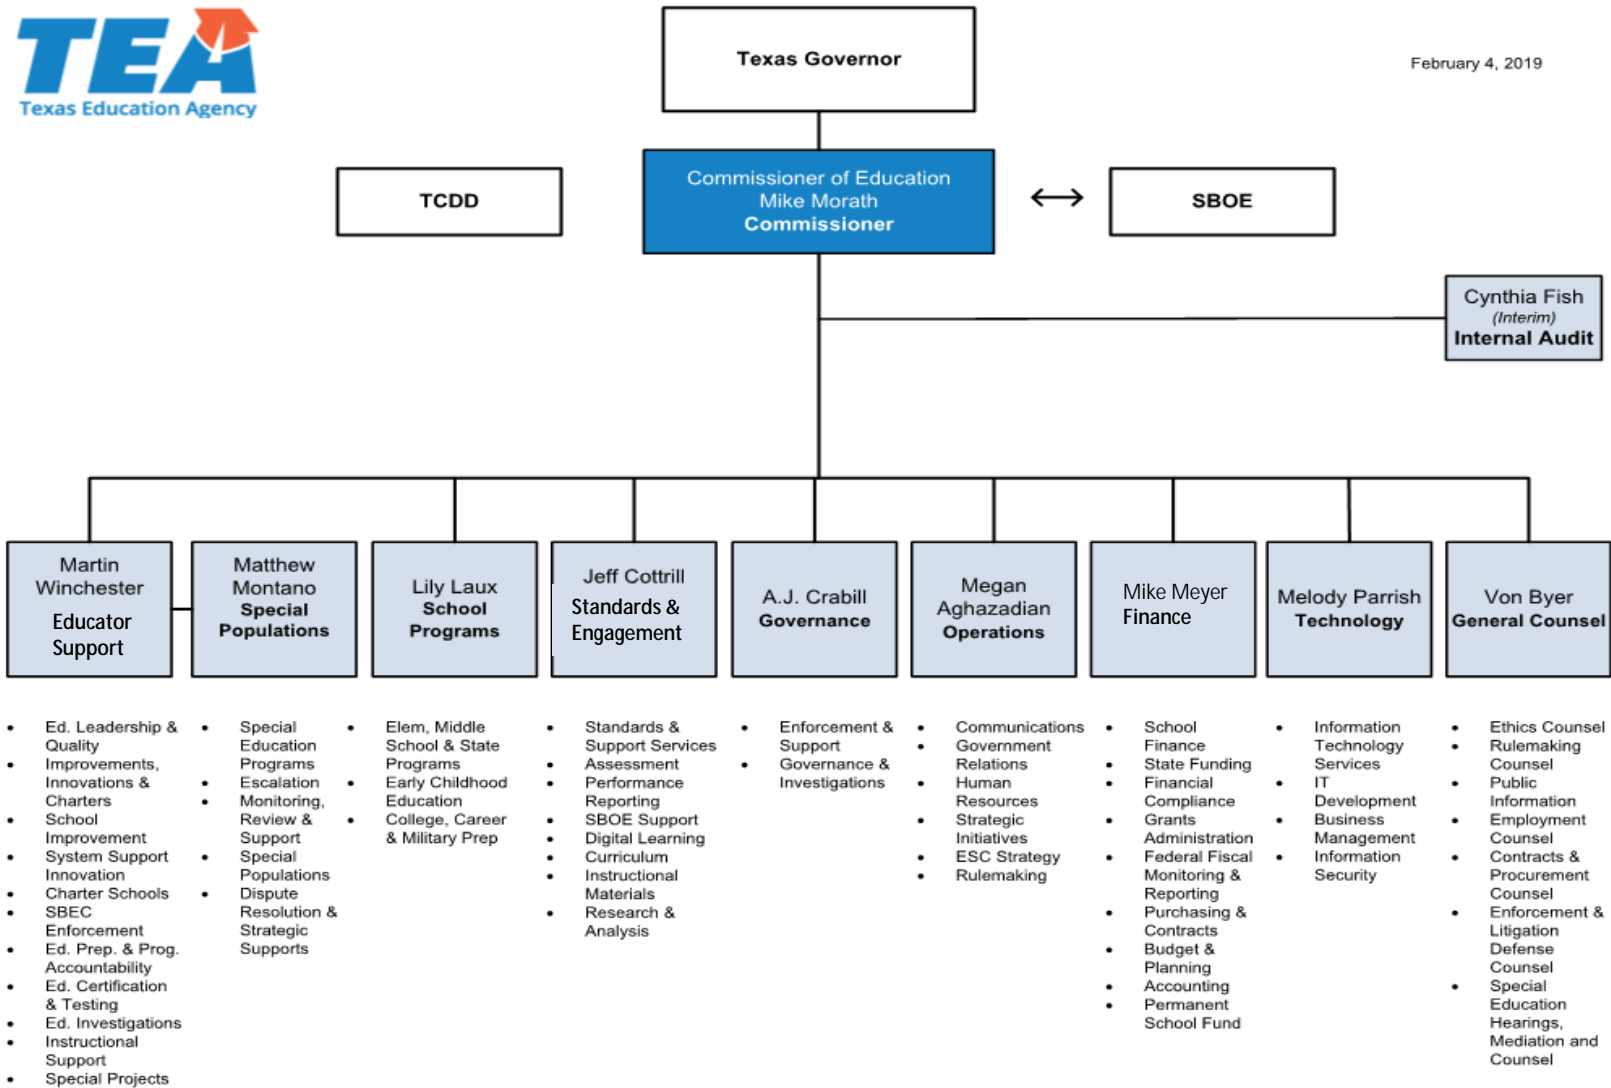 TEA
Texas Education Agency
Texas Governor
February 4, 2019
TCDD
Commissioner of Education
Mike Morath
Commissioner
SBOE
Cynthia Fish
(Interim)
Internal Audit
Martin
Winchester
Educator
Support
Matthew
Montano
Special
Populations
Lily Laux
School
Programs
Jeff Cottrill
Standards &
Engagement
A.J. Crabill
Governance
Megan
Aghazadian
Operations
Mike Meyer
Finance
Melody Parrish
Technology
Von Byer
General Counsel
• Ed. Leadership &
Quality
• Improvements,
Innovations &
Charters
• School
Improvement
• System Support
Innovation
• Charter Schools
• SBEC
Enforcement
• Ed. Prep. & Prog.
Accountability
• Ed. Certification
& Testing
• Ed. Investigations
• Instructional
Support
• Special Projects
• Special
Education
Programs
• Escalation
• Monitoring,
Review &
Support
• Special
Populations
• Dispute
Resolution &
Strategic
Supports
• Elem, Middle
School & State
Programs
• Early Childhood
Education
• College, Career
& Military Prep
• Standards &
Support Services
• Assessment
• Performance
Reporting
• SBOE Support
• Digital Learning
• Curriculum
• Instructional
Materials
• Research &
Analysis
• Enforcement &
Support
• Governance &
Investigations
• Communications
• Government
Relations
• Human
Resources
• Strategic
Initiatives
• ESC Strategy
• Rulemaking
• School
Finance
• State Funding
• Financial
Compliance
• Grants
Administration
• Federal Fiscal
Monitoring &
Reporting
• Purchasing &
Contracts
• Budget &
Planning
• Accounting
• Permanent
School Fund
• Information
Technology
Services
• IT
Development
• Business
Management
• Information
Security
• Ethics Counsel
• Rulemaking
Counsel
• Public
Information
• Employment
Counsel
• Contracts &
Procurement
Counsel
• Enforcement &
Litigation
Defense
Counsel
• Special
Education
Hearings,
Mediation and
Counsel